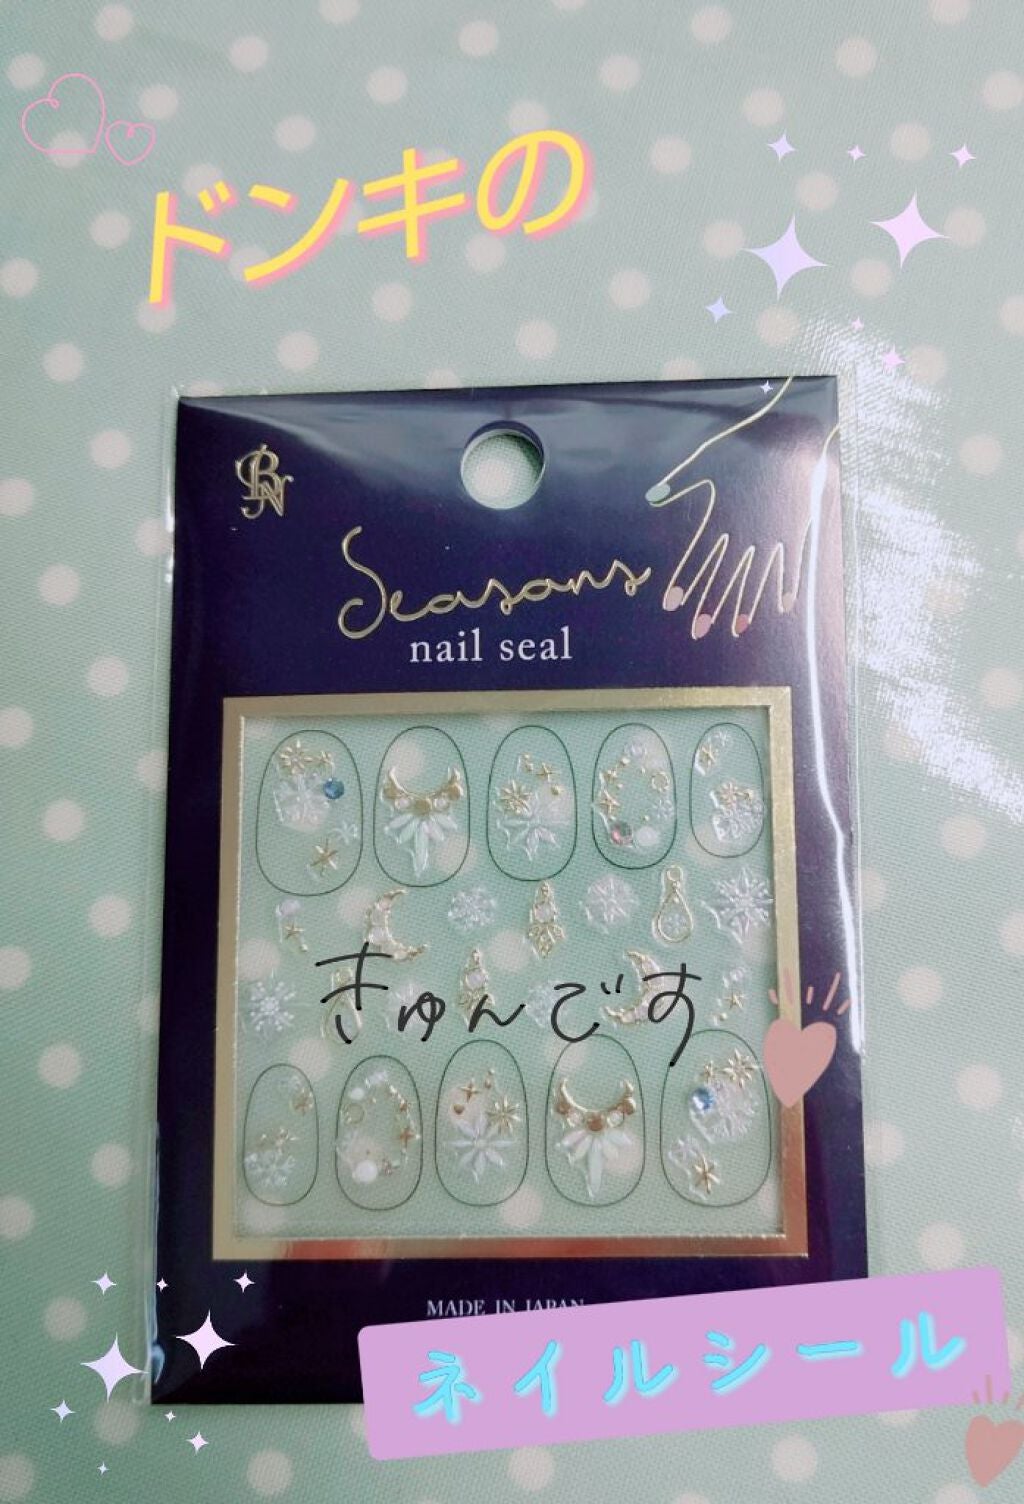 ドンキの
BN
Seasons
nail seal
きゅんです
MADE IN JAPAN
ネイルシール